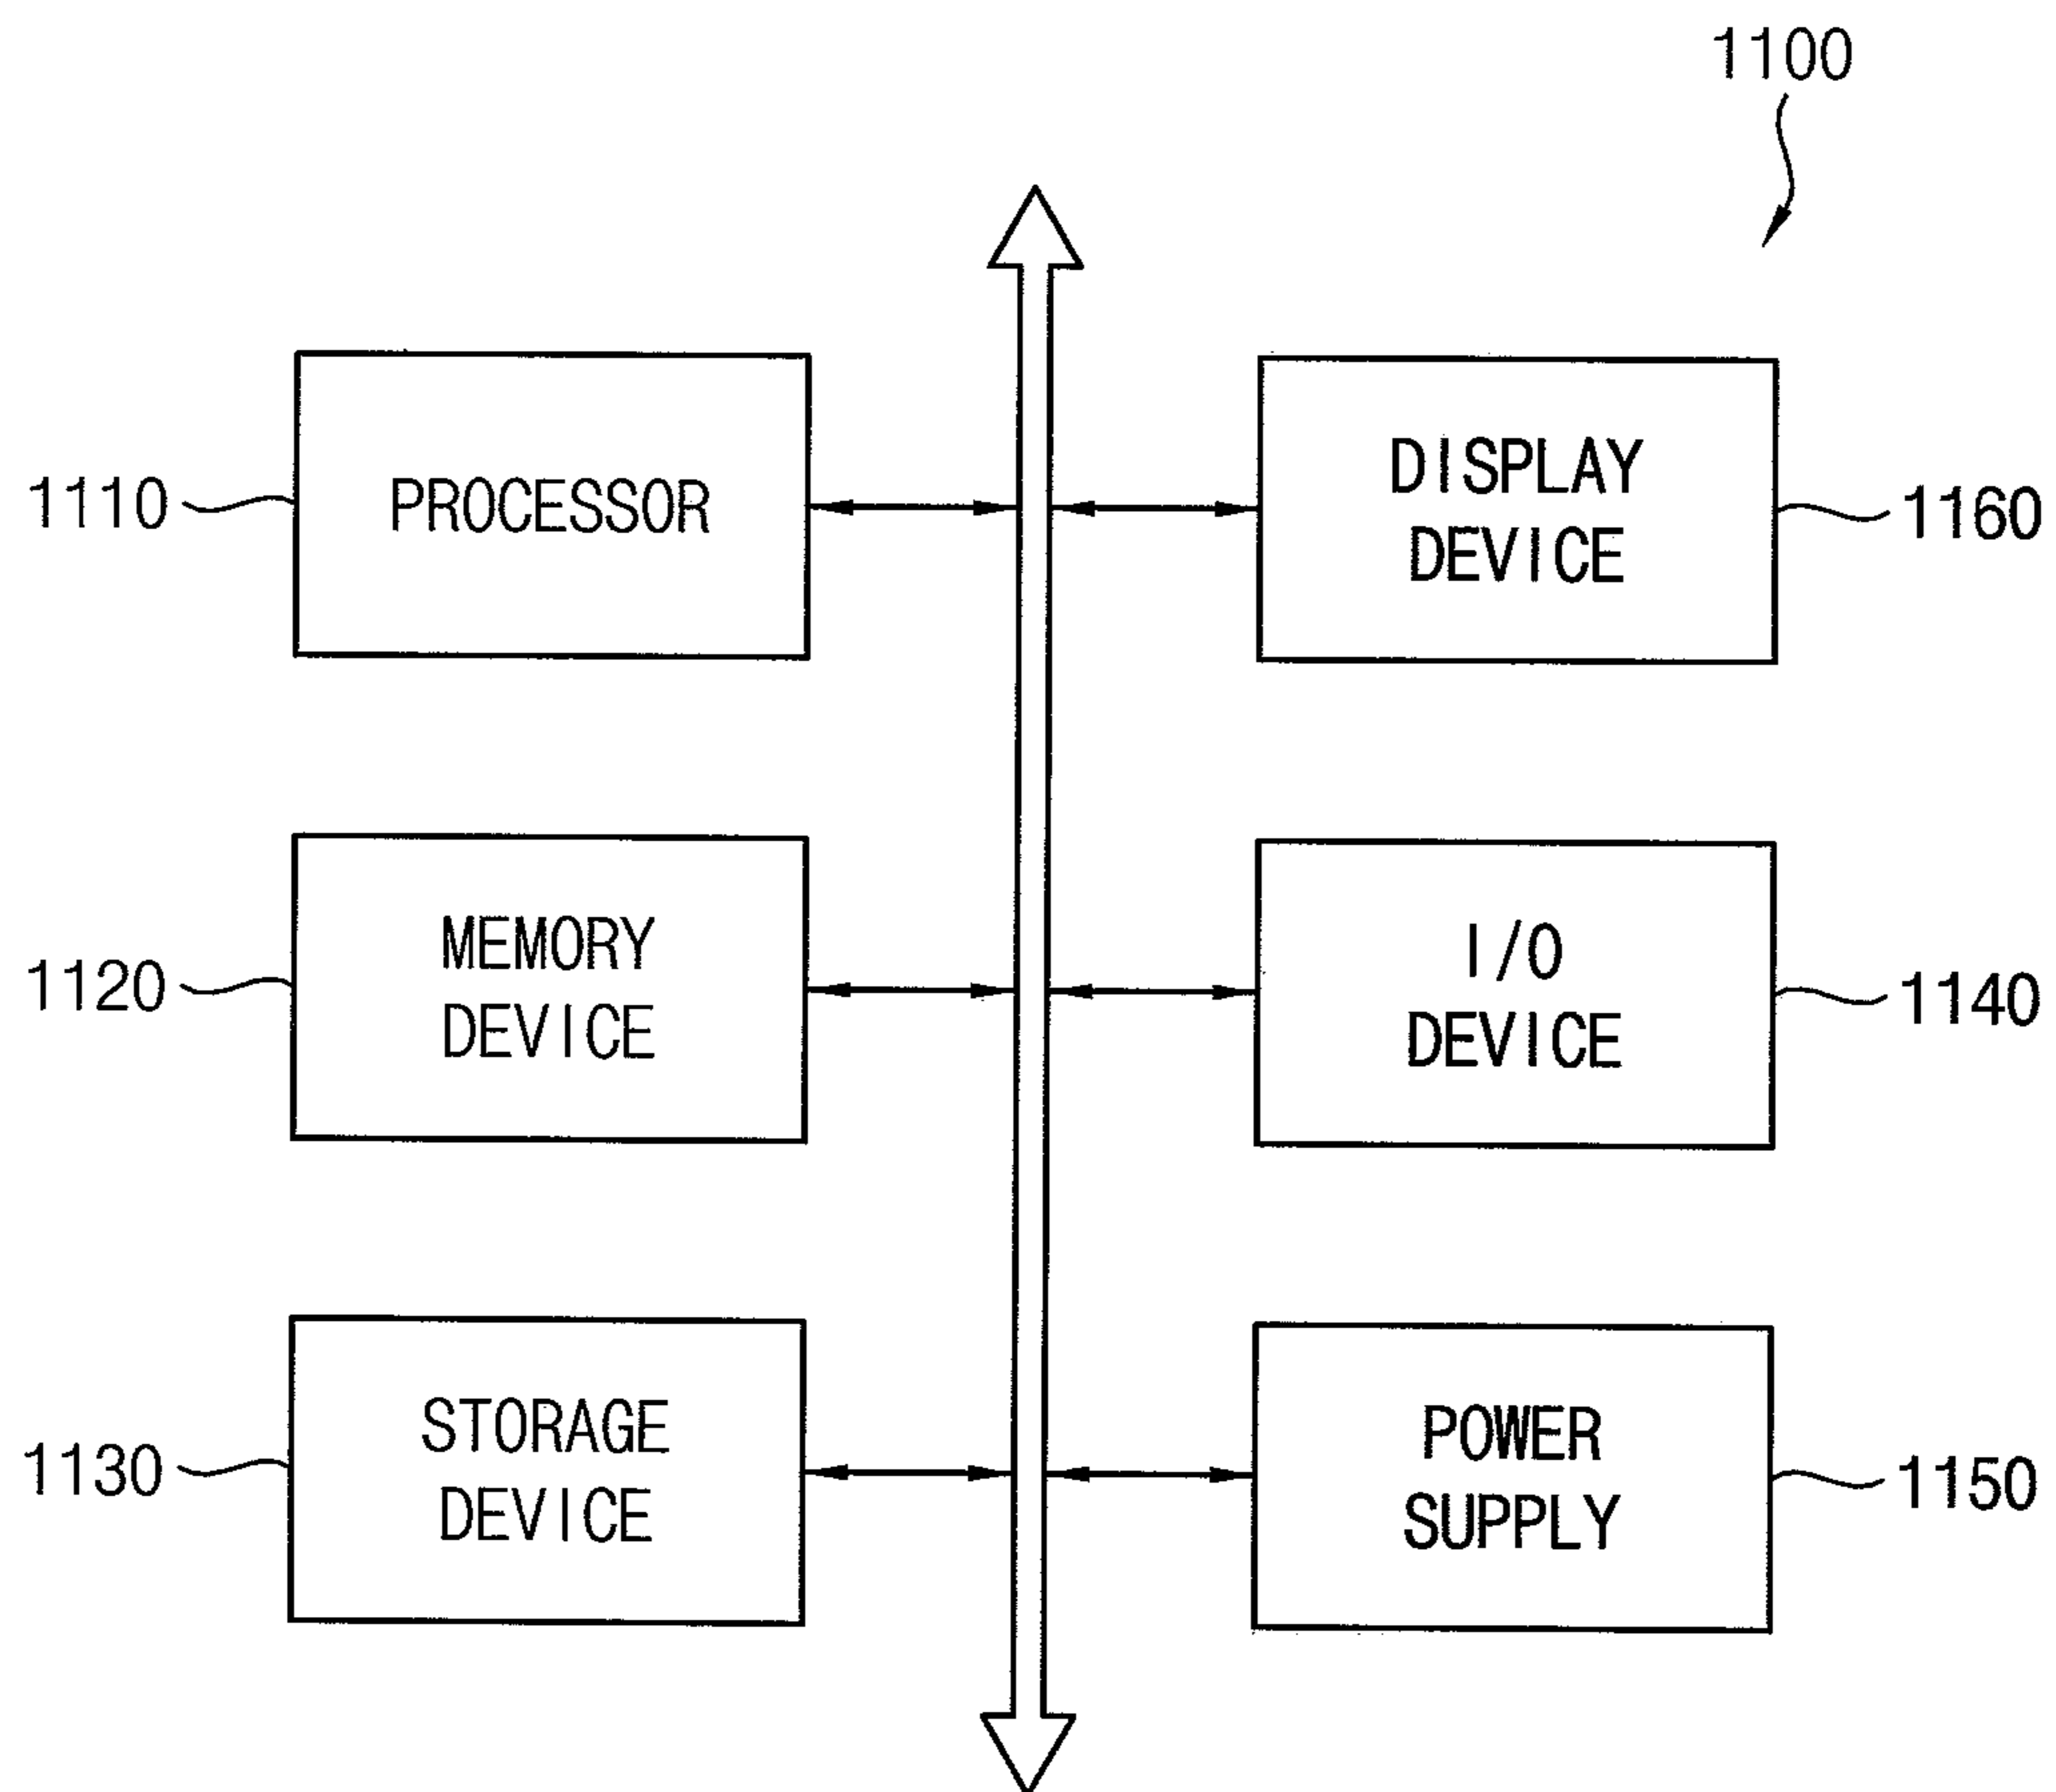 1100
1110
PROCESSOR
DISPLAY
DEVICE
1160
1120
MEMORY
DEVICE
I/O
DEVICE
1140
1130
STORAGE
DEVICE
POWER
SUPPLY
1150